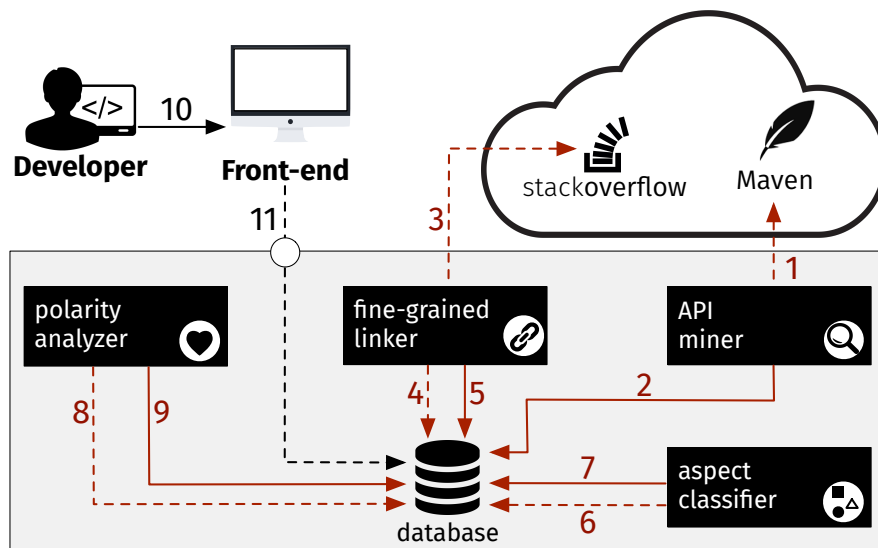 </>
10
Developer
Front-end
stackoverflow
Maven
11
3
1
polarity
analyzer
fine-grained
linker
API
miner
8
9
4
5
2
7
6
aspect
classifier
database